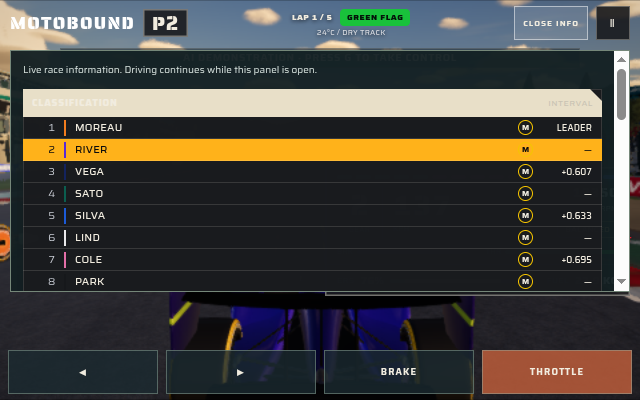 MOTOBOUND P2
LAP 1 / 5 GREEN FLAG
24°C / DRY TRACK
CLOSE INFO
II
Live race information. Driving continues while this panel is open.
CLASSIFICATION INTERVAL
1 MOREAU M LEADER
2 RIVER M —
3 VEGA M +0.607
4 SATO M —
5 SILVA M +0.633
6 LIND M —
7 COLE M +0.695
8 PARK M —
◄ ► BRAKE THROTTLE